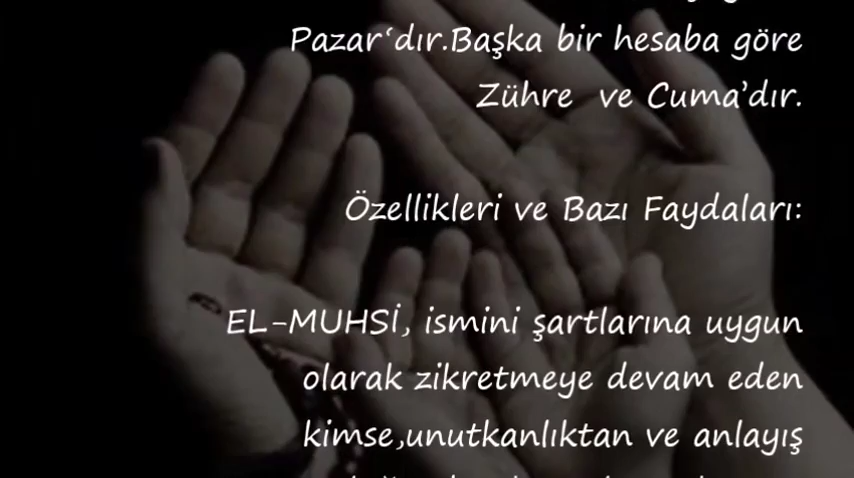 Pazar‘dır.Başka bir hesaba göre
Zühre ve Cuma’dır.
Özellikleri ve Bazı Faydaları:
EL-MUHSİ, ismini şartlarına uygun
olarak zikretmeye devam eden
kimse,unutkanlıktan ve anlayış